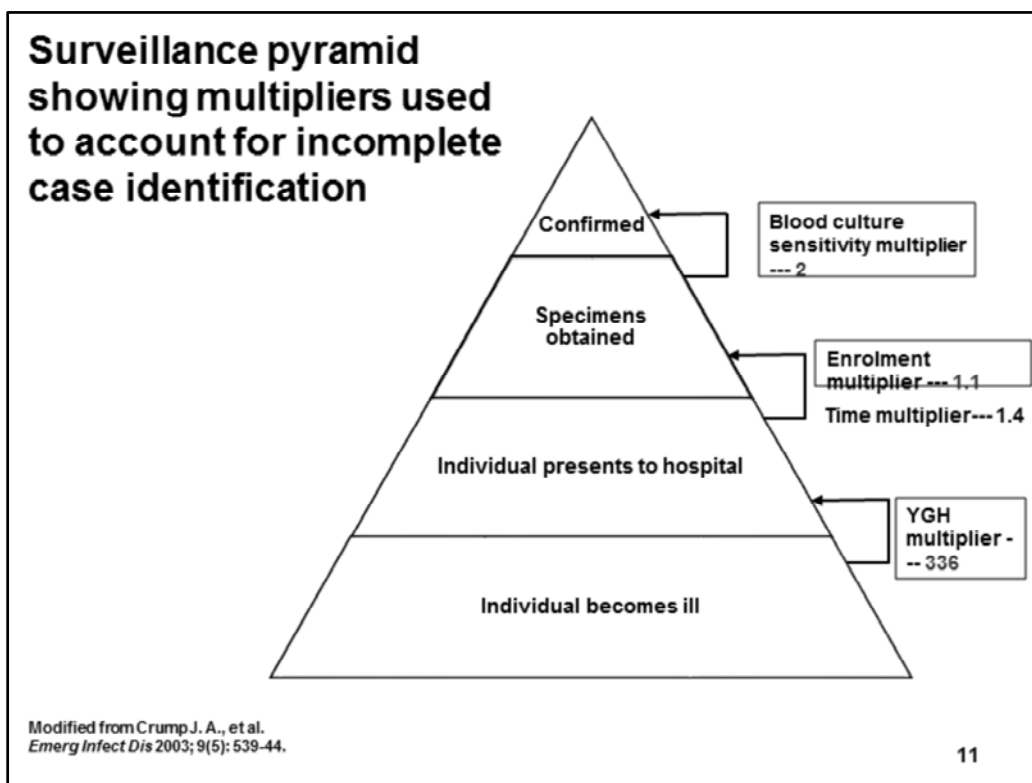 Surveillance pyramid
showing multipliers used
to account for incomplete
case identification
Confirmed
Blood culture
sensitivity multiplier
--- 2
Specimens
obtained
Enrolment
multiplier --- 1.1
Time multiplier--- 1.4
Individual presents to hospital
YGH
multiplier -
-- 336
Individual becomes ill
Modified from Crump J. A., et al.
Emerg Infect Dis 2003; 9(5): 539-44.
11